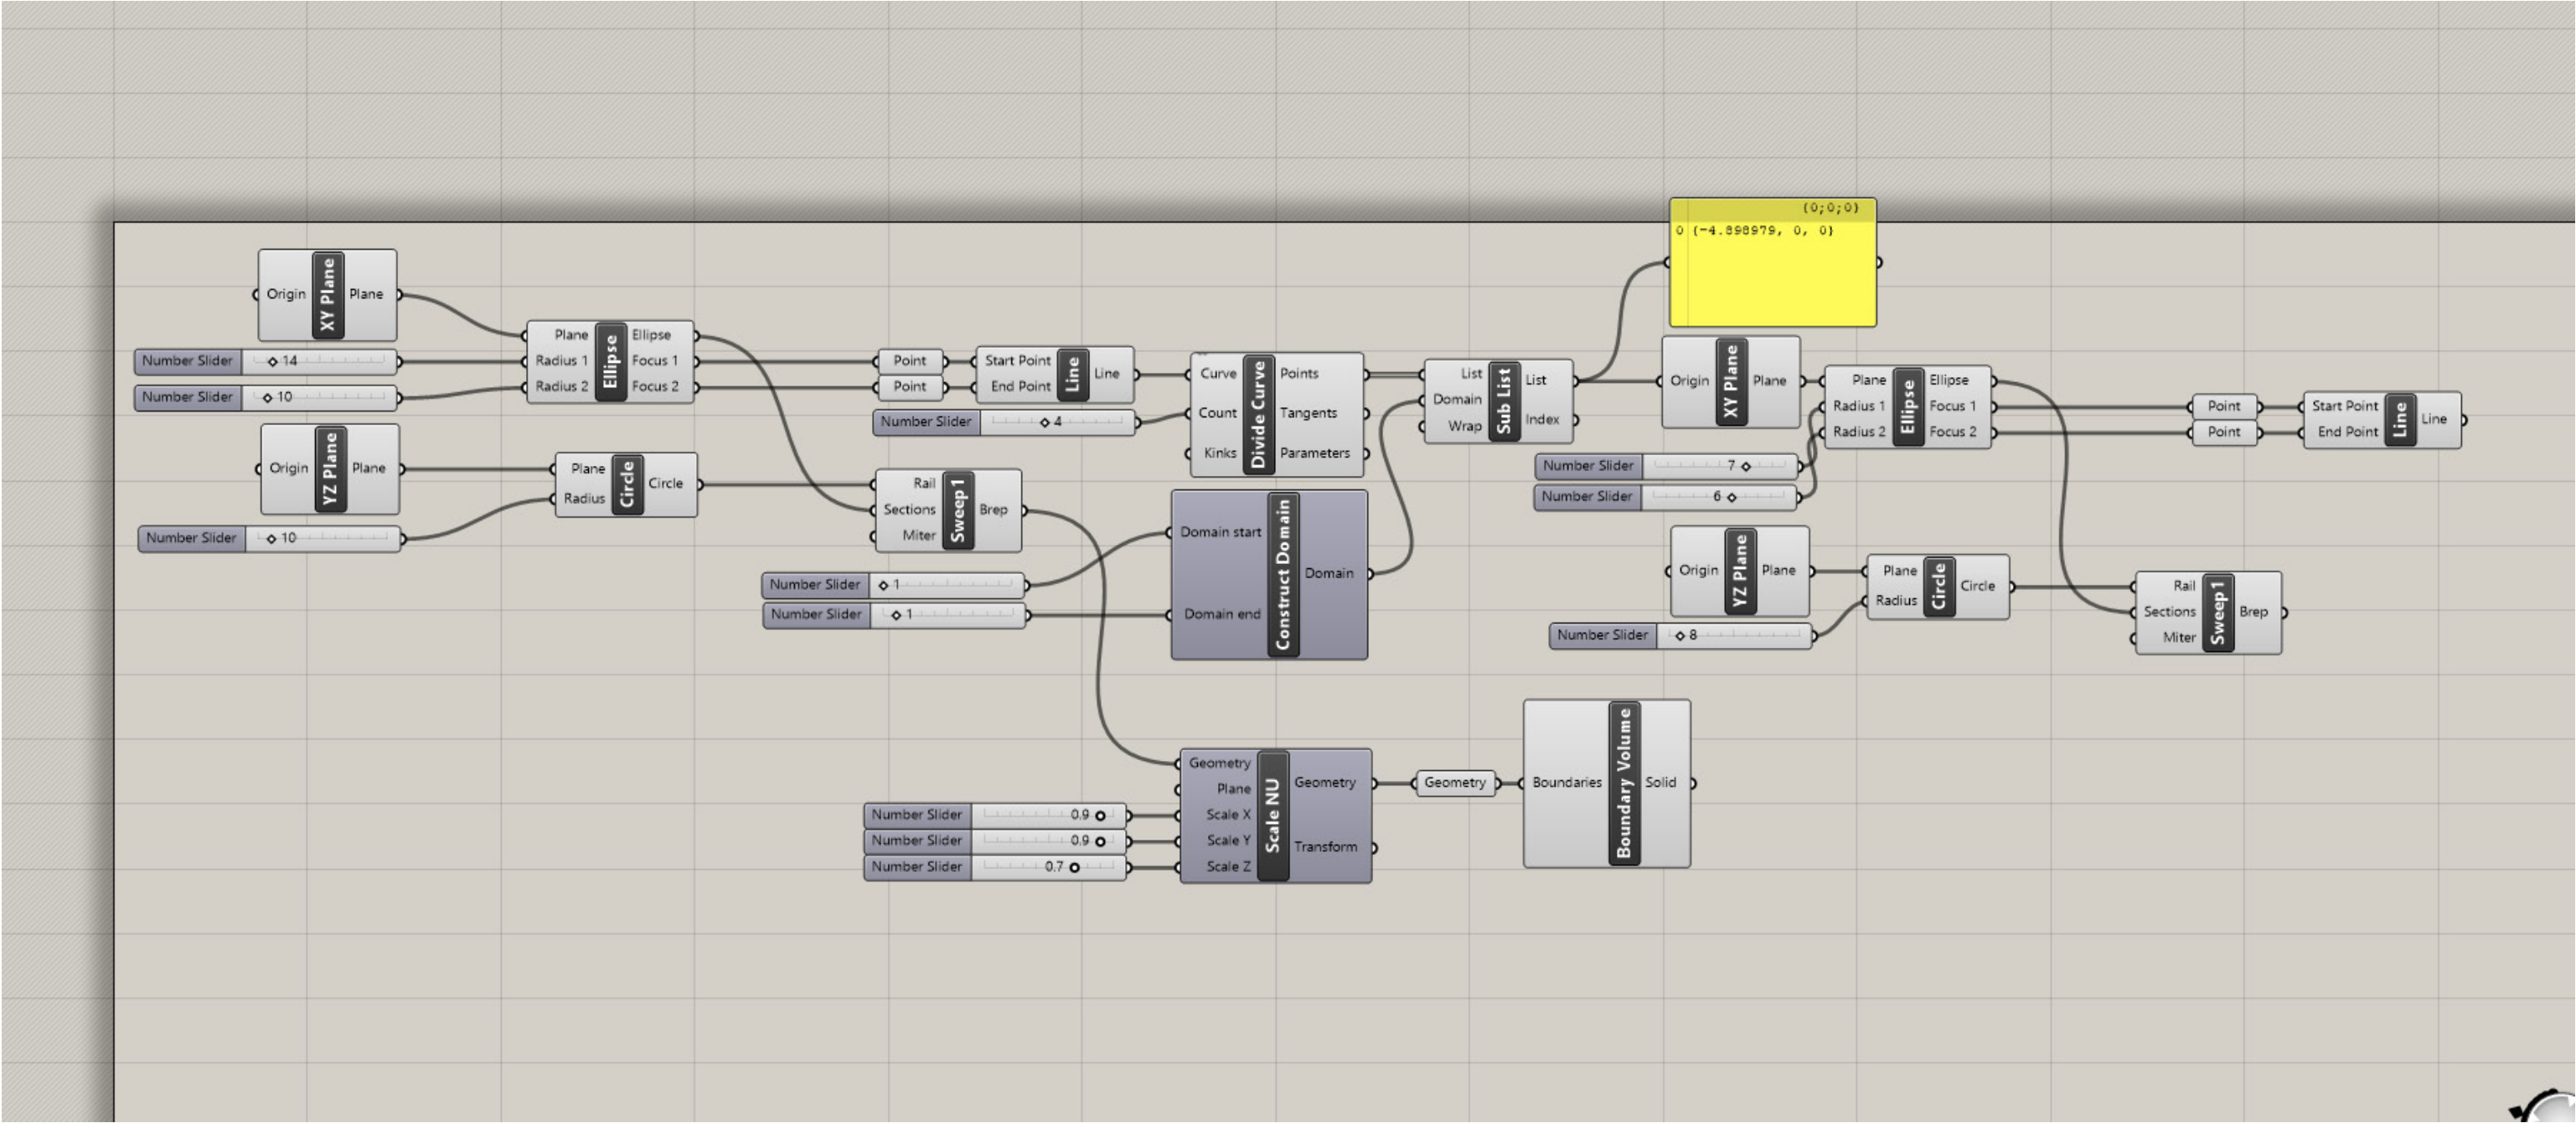 {0;0;0}
0 {-4.898979, 0, 0}
Origin XY Plane Plane
Number Slider 14
Number Slider 10
Plane Ellipse Ellipse
Radius 1 Focus 1
Radius 2 Focus 2
Origin YZ Plane Plane
Number Slider 10
Plane Circle Circle
Radius
Point
Point
Start Point Line Line
End Point
Number Slider 4
Rail Sweep1 Brep
Sections
Miter
Number Slider 1
Number Slider 1
Curve Divide Curve Points
Count Tangents
Kinks Parameters
Domain start Construct Domain Domain
Domain end
List Sub List List
Domain
Wrap Index
Origin XY Plane Plane
Number Slider 7
Number Slider 6
Plane Ellipse Ellipse
Radius 1 Focus 1
Radius 2 Focus 2
Point
Point
Start Point Line Line
End Point
Origin YZ Plane Plane
Number Slider 8
Plane Circle Circle
Radius
Rail Sweep1 Brep
Sections
Miter
Number Slider 0.9
Number Slider 0.9
Number Slider 0.7
Geometry Scale NU Geometry
Plane
Scale X
Scale Y Transform
Scale Z
Geometry
Boundaries Boundary Volume Solid